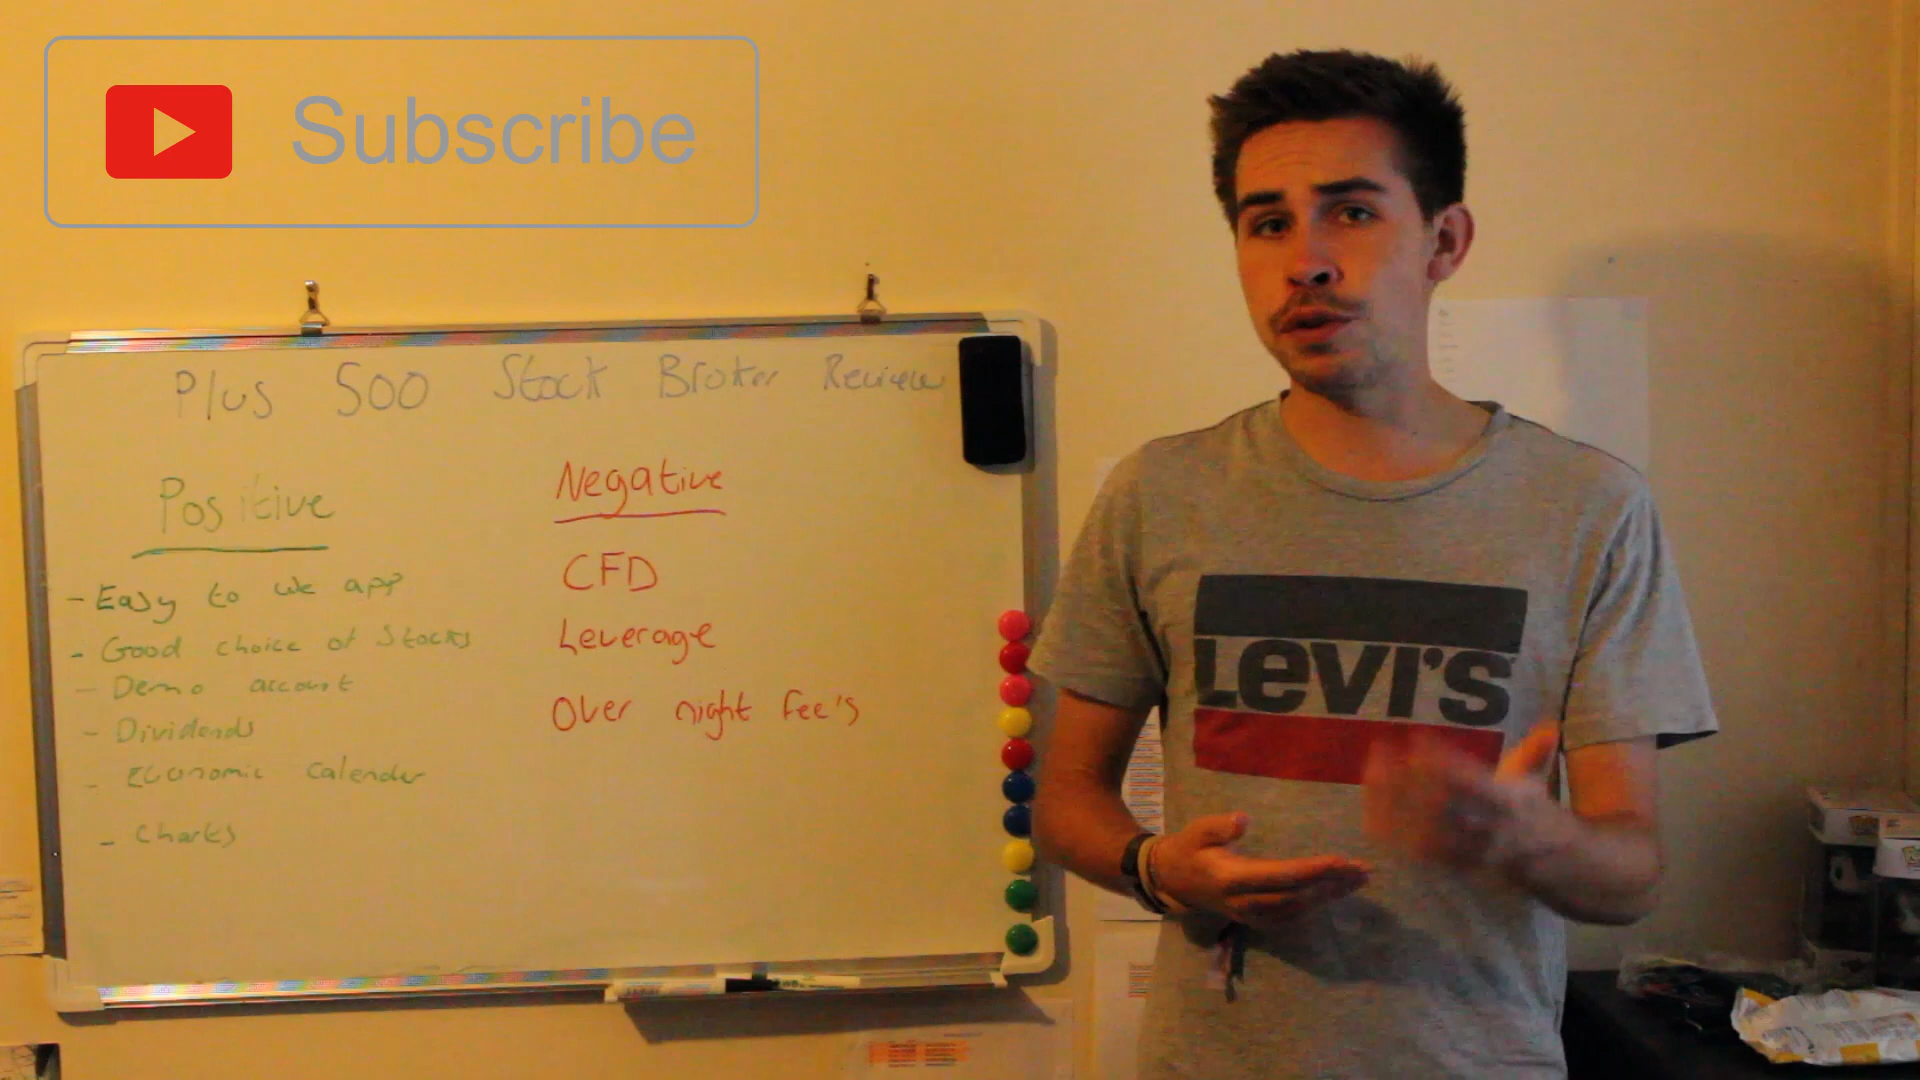 Subscribe
Plus 500 Stock Broker Review
Positive
- Easy to use app
- Good choice of Stocks
- Demo account
- Dividends
- Economic Calender
- Charts
Negative
CFD
Leverage
Over night fee's
LEVI'S